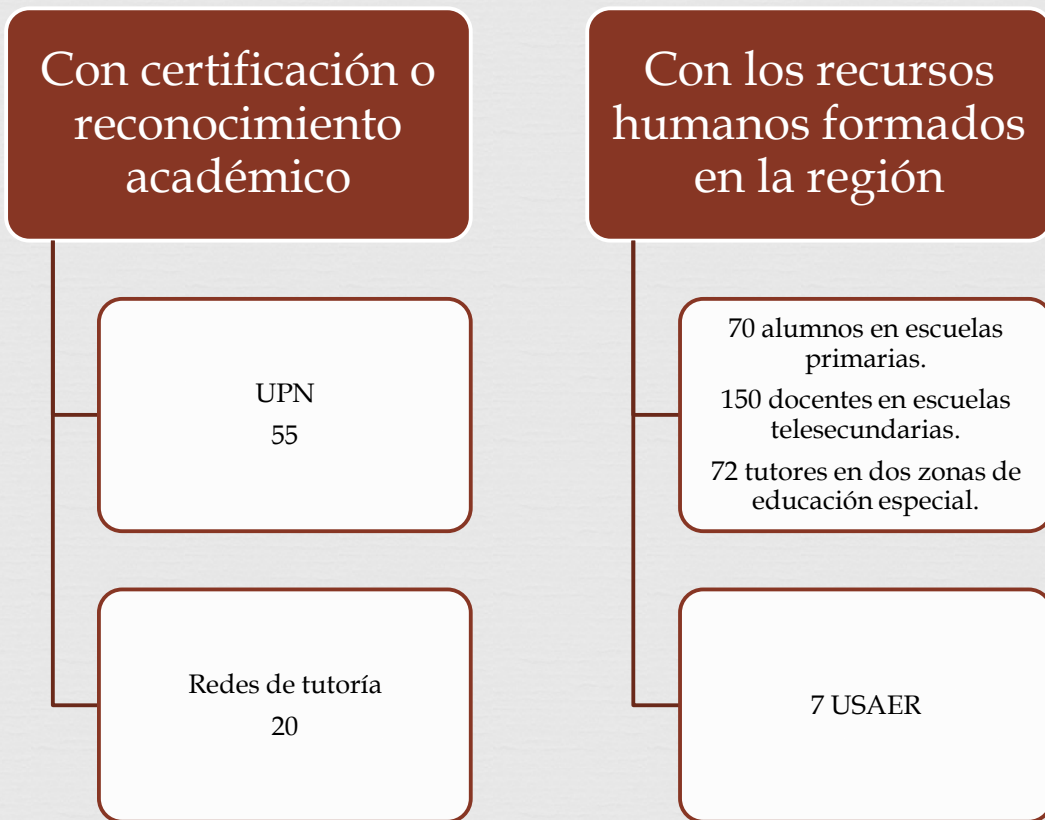 Con certificación o
reconocimiento
académico
UPN
55
Redes de tutoría
20
Con los recursos
humanos formados
en la región
70 alumnos en escuelas
primarias.
150 docentes en escuelas
telesecundarias.
72 tutores en dos zonas de
educación especial.
7 USAER